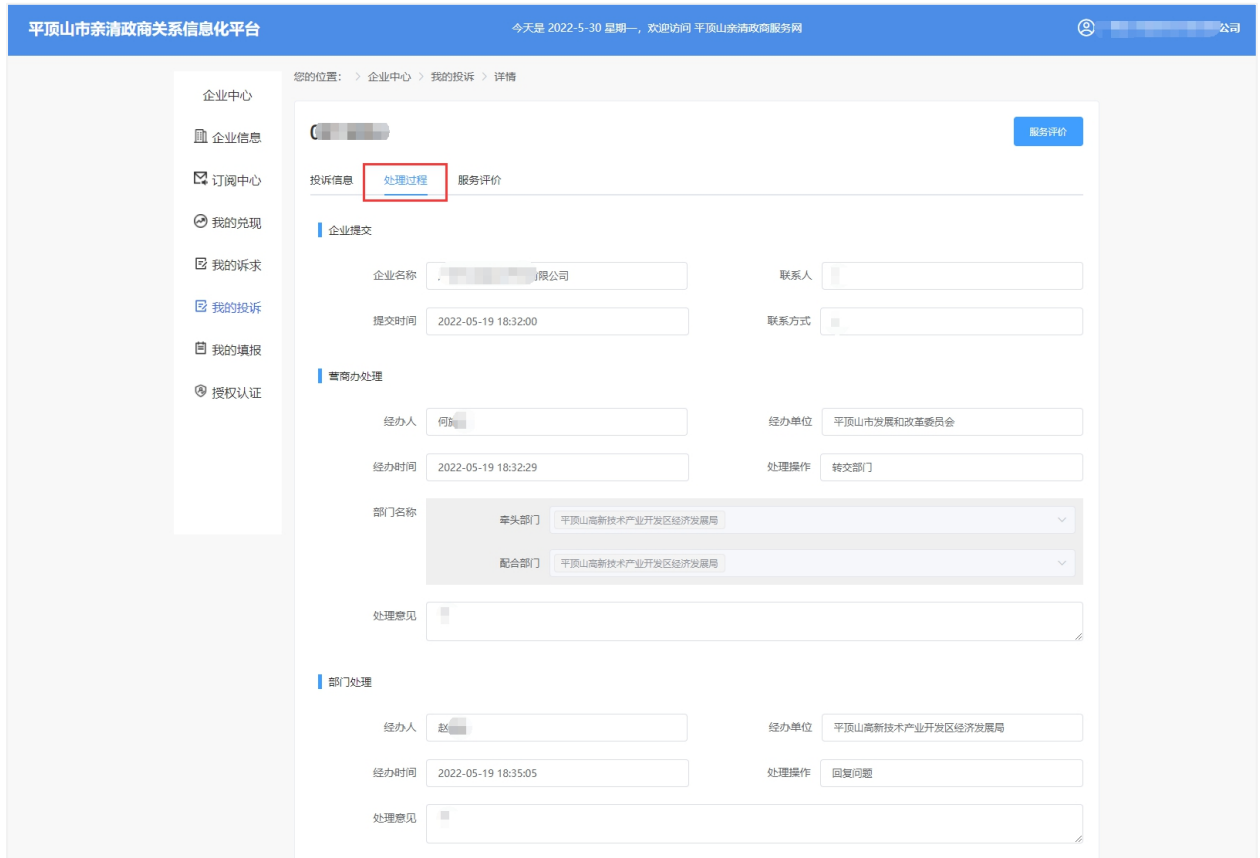 平顶山市亲清政商关系信息化平台 今天是 2022-5-30 星期一，欢迎访问 平顶山亲清政商服务网 公司
您的位置： > 企业中心 > 我的投诉 > 详情
企业中心
企业信息
订阅中心
我的兑现
我的诉求
我的投诉
我的填报
授权认证
服务评价
投诉信息 处理过程 服务评价
企业提交
企业名称 限公司 联系人
提交时间 2022-05-19 18:32:00 联系方式
营商办处理
经办人 何 经办单位 平顶山市发展和改革委员会
经办时间 2022-05-19 18:32:29 处理操作 转交部门
部门名称 牵头部门 平顶山高新技术产业开发区经济发展局
配合部门 平顶山高新技术产业开发区经济发展局
处理意见
部门处理
经办人 赵 经办单位 平顶山高新技术产业开发区经济发展局
经办时间 2022-05-19 18:35:05 处理操作 回复问题
处理意见